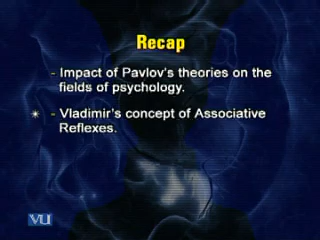 Recap
- Impact of Pavlov's theories on the
fields of psychology.
- Vladimir's concept of Associative
Reflexes.
VU